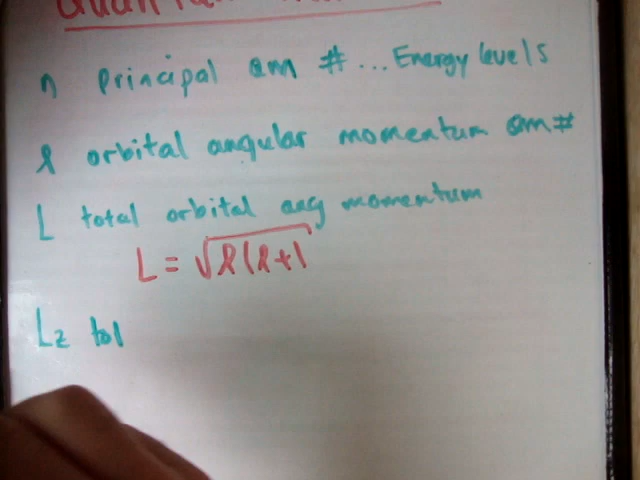 n principal QM # ... Energy levels
l orbital angular momentum QM #
L total orbital ang momentum
L = √l(l+1
Lz tol